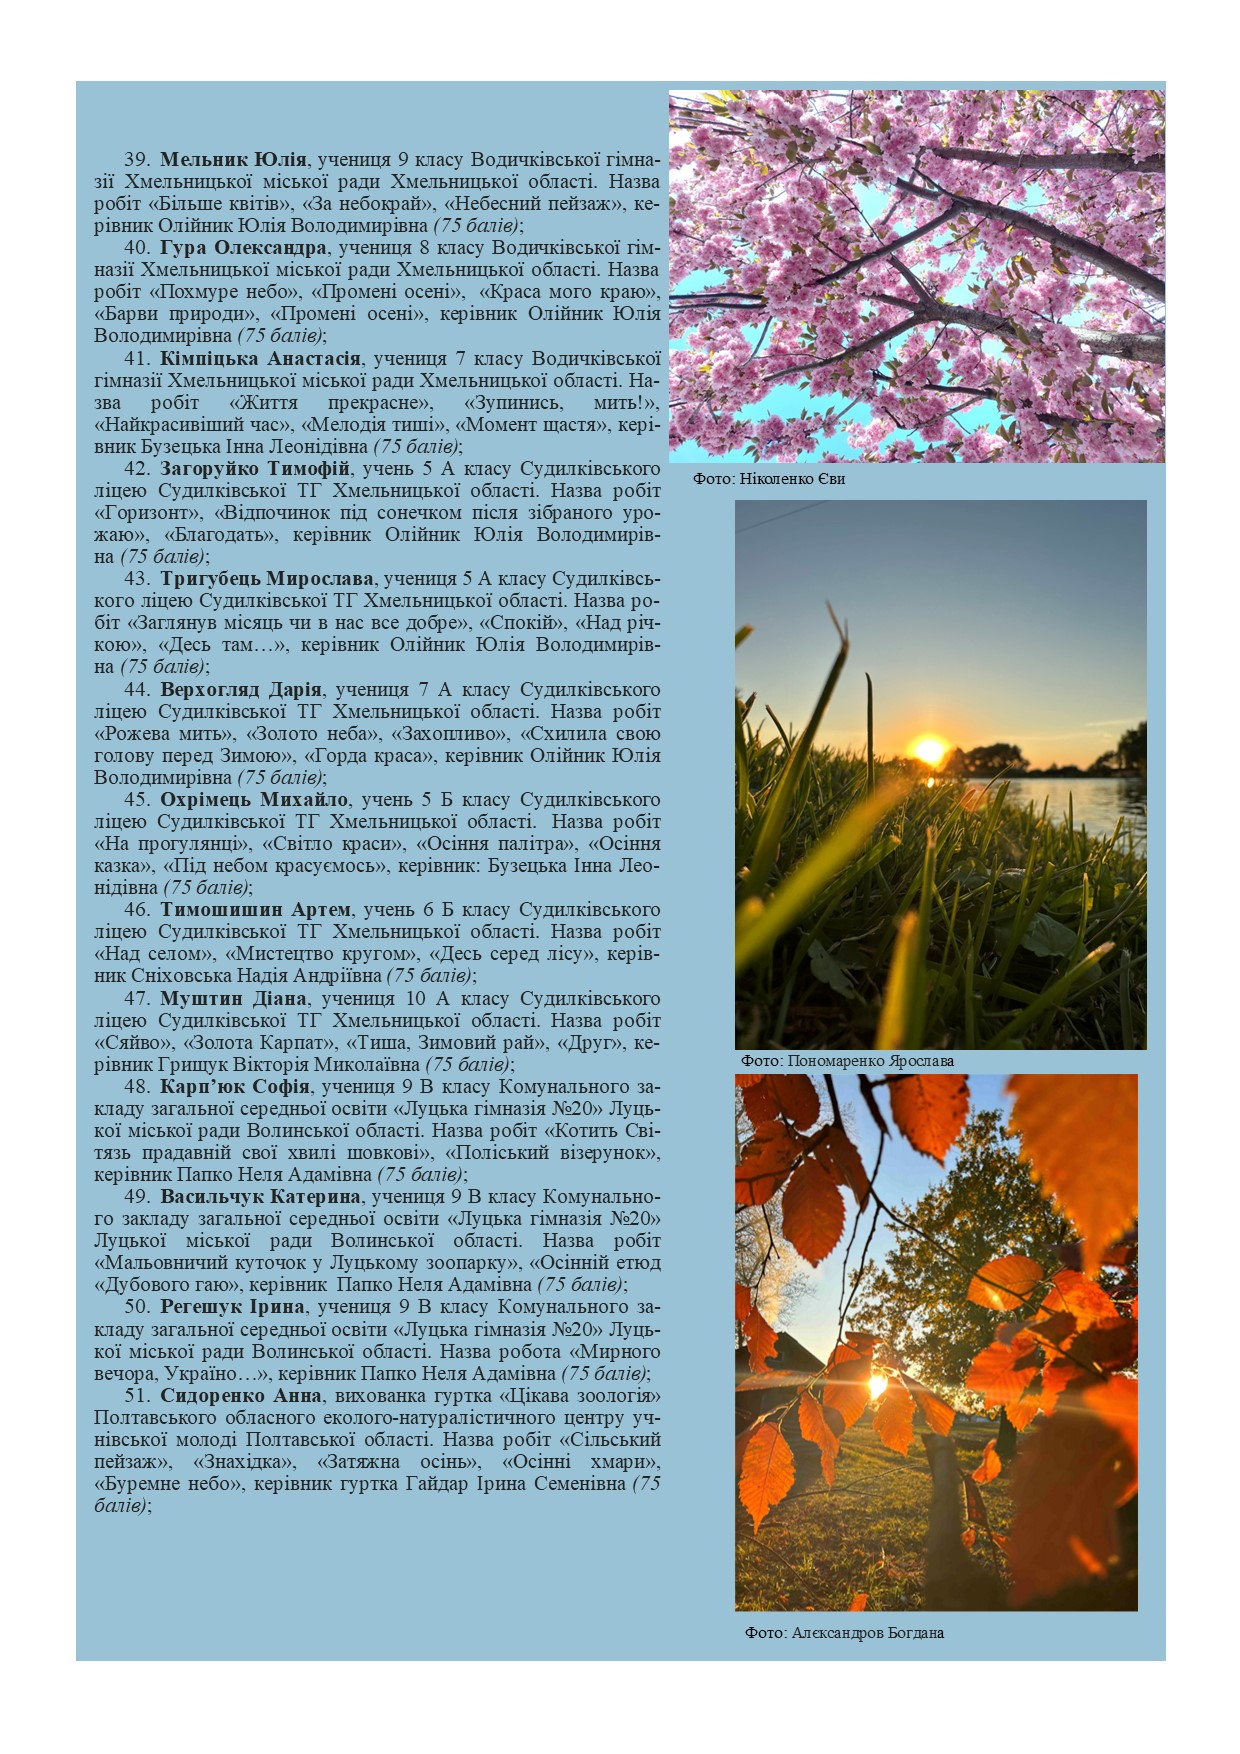 39. Мельник Юлія, учениця 9 класу Водичківської гімна-
зії Хмельницької міської ради Хмельницької області. Назва
робіт «Більше квітів», «За небокрай», «Небесний пейзаж», ке-
рівник Олійник Юлія Володимирівна (75 балів);
40. Гура Олександра, учениця 8 класу Водичківської гім-
назії Хмельницької міської ради Хмельницької області. Назва
робіт «Похмуре небо», «Промені осені», «Краса мого краю»,
«Барви природи», «Промені осені», керівник Олійник Юлія
Володимирівна (75 балів);
41. Кімпіцька Анастасія, учениця 7 класу Водичківської
гімназії Хмельницької міської ради Хмельницької області. На-
зва робіт «Життя прекрасне», «Зупинись, мить!»,
«Найкрасивіший час», «Мелодія тиші», «Момент щастя», кері-
вник Бузецька Інна Леонідівна (75 балів);
42. Загоруйко Тимофій, учень 5 А класу Судилківського
ліцею Судилківської ТГ Хмельницької області. Назва робіт
«Горизонт», «Відпочинок під сонечком після зібраного уро-
жаю», «Благодать», керівник Олійник Юлія Володимирів-
на (75 балів);
43. Тригубець Мирослава, учениця 5 А класу Судилківсь-
кого ліцею Судилківської ТГ Хмельницької області. Назва ро-
біт «Заглянув місяць чи в нас все добре», «Спокій», «Над річ-
кою», «Десь там…», керівник Олійник Юлія Володимирів-
на (75 балів);
44. Верхогляд Дарія, учениця 7 А класу Судилківського
ліцею Судилківської ТГ Хмельницької області. Назва робіт
«Рожева мить», «Золото неба», «Захопливо», «Схилила свою
голову перед Зимою», «Горда краса», керівник Олійник Юлія
Володимирівна (75 балів);
45. Охрімець Михайло, учень 5 Б класу Судилківського
ліцею Судилківської ТГ Хмельницької області. Назва робіт
«На прогулянці», «Світло краси», «Осіння палітра», «Осіння
казка», «Під небом красуємось», керівник: Бузецька Інна Лео-
нідівна (75 балів);
46. Тимошишин Артем, учень 6 Б класу Судилківського
ліцею Судилківської ТГ Хмельницької області. Назва робіт
«Над селом», «Мистецтво кругом», «Десь серед лісу», керів-
ник Сніховська Надія Андріївна (75 балів);
47. Муштин Діана, учениця 10 А класу Судилківського
ліцею Судилківської ТГ Хмельницької області. Назва робіт
«Сяйво», «Золота Карпат», «Тиша, Зимовий рай», «Друг», ке-
рівник Грищук Вікторія Миколаївна (75 балів);
48. Карп’юк Софія, учениця 9 В класу Комунального за-
кладу загальної середньої освіти «Луцька гімназія №20» Луць-
кої міської ради Волинської області. Назва робіт «Котить Сві-
тязь прадавній свої хвилі шовкові», «Поліський візерунок»,
керівник Папко Неля Адамівна (75 балів);
49. Васильчук Катерина, учениця 9 В класу Комунально-
го закладу загальної середньої освіти «Луцька гімназія №20»
Луцької міської ради Волинської області. Назва робіт
«Мальовничий куточок у Луцькому зоопарку», «Осінній етюд
«Дубового гаю», керівник Папко Неля Адамівна (75 балів);
50. Регешук Ірина, учениця 9 В класу Комунального за-
кладу загальної середньої освіти «Луцька гімназія №20» Луць-
кої міської ради Волинської області. Назва робота «Мирного
вечора, Україно…», керівник Папко Неля Адамівна (75 балів);
51. Сидоренко Анна, вихованка гуртка «Цікава зоологія»
Полтавського обласного еколого-натуралістичного центру уч-
нівської молоді Полтавської області. Назва робіт «Сільський
пейзаж», «Знахідка», «Затяжна осінь», «Осінні хмари»,
«Буремне небо», керівник гуртка Гайдар Ірина Семенівна (75
балів);
Фото: Ніколенко Єви
Фото: Пономаренко Ярослава
Фото: Алєксандров Богдана